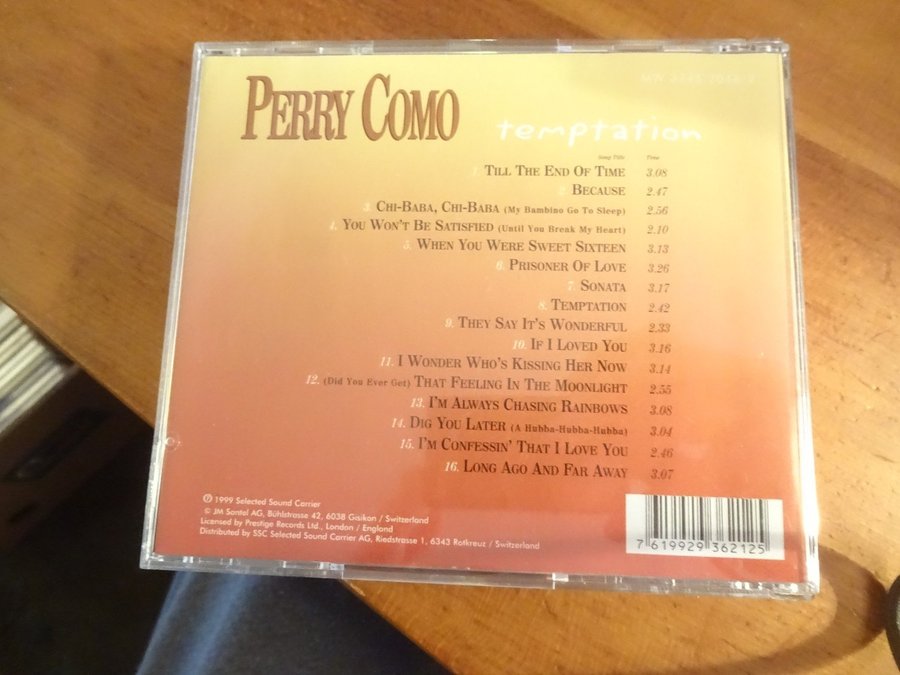 PERRY COMO
temptation
Song Title Time
1. TILL THE END OF TIME 3.08
2. BECAUSE 2.47
3. CHI-BABA, CHI-BABA (My Bambino Go To Sleep) 2.56
4. YOU WON'T BE SATISFIED (Until You Break My Heart) 2.10
5. WHEN YOU WERE SWEET SIXTEEN 3.13
6. PRISONER OF LOVE 3.26
7. SONATA 3.17
8. TEMPTATION 2.42
9. THEY SAY IT'S WONDERFUL 2.33
10. IF I LOVED YOU 3.16
11. I WONDER WHO'S KISSING HER NOW 3.14
12. (Did You Ever Get) THAT FEELING IN THE MOONLIGHT 2.55
13. I'M ALWAYS CHASING RAINBOWS 3.08
14. DIG YOU LATER (A Hubba-Hubba-Hubba) 3.04
15. I'M CONFESSIN' THAT I LOVE YOU 2.46
16. LONG AGO AND FAR AWAY 3.07
℗ 1999 Selected Sound Carrier
© JM Sontel AG, Bühlstrasse 42, 6038 Gisikon / Switzerland
Licensed by Prestige Records Ltd., London / England
Distributed by SSC Selected Sound Carrier AG, Riedstrasse 1, 6343 Rotkreuz / Switzerland
7 619929 362125